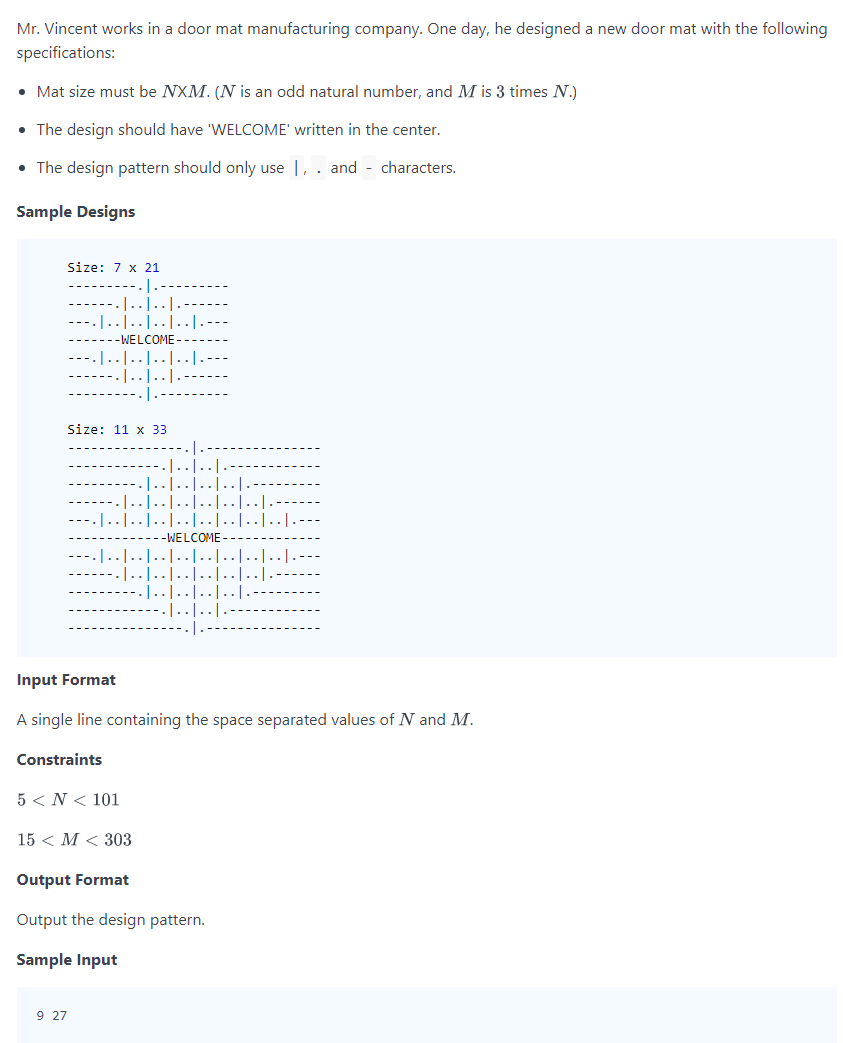 Mr. Vincent works in a door mat manufacturing company. One day, he designed a new door mat with the following
specifications:
• Mat size must be NXM. (N is an odd natural number, and M is 3 times N.)
• The design should have 'WELCOME' written in the center.
• The design pattern should only use |, . and - characters.
Sample Designs
Size: 7 x 21
---------.|.---------
------.|..|..|.------
---.|..|..|..|..|.---
-------WELCOME-------
---.|..|..|..|..|.---
------.|..|..|.------
---------.|.---------
Size: 11 x 33
---------------.|.---------------
------------.|..|..|.------------
---------.|..|..|..|..|.---------
------.|..|..|..|..|..|..|.------
---.|..|..|..|..|..|..|..|..|.---
-------------WELCOME-------------
---.|..|..|..|..|..|..|..|..|.---
------.|..|..|..|..|..|..|.------
---------.|..|..|..|..|.---------
------------.|..|..|.------------
---------------.|.---------------
Input Format
A single line containing the space separated values of N and M.
Constraints
5 < N < 101
15 < M < 303
Output Format
Output the design pattern.
Sample Input
9 27